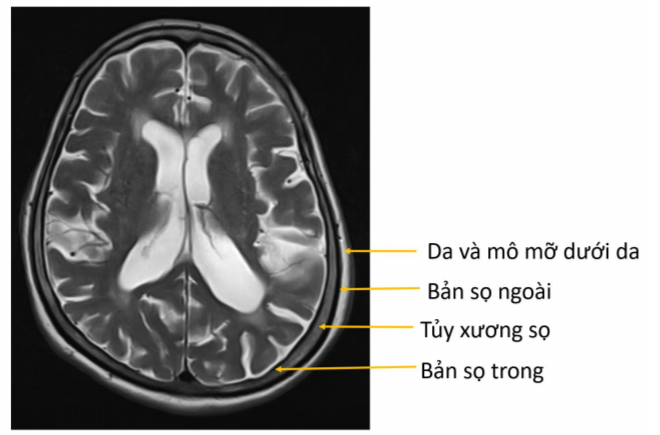 Da và mô mỡ dưới da
Bản sọ ngoài
Tủy xương sọ
Bản sọ trong